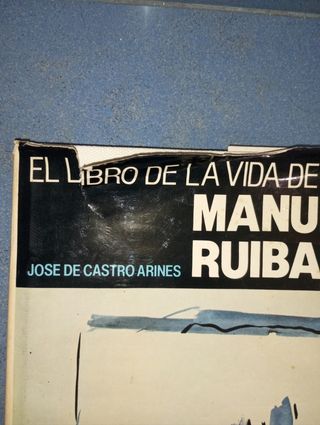 EL LIBRO DE LA VIDA DE
MANU
JOSE DE CASTRO ARINES RUIBA